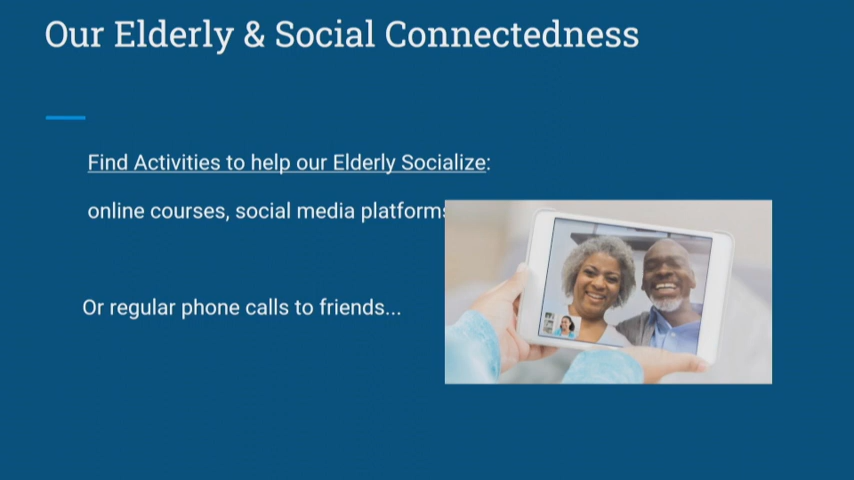 Our Elderly & Social Connectedness
Find Activities to help our Elderly Socialize:
online courses, social media platforms
Or regular phone calls to friends...